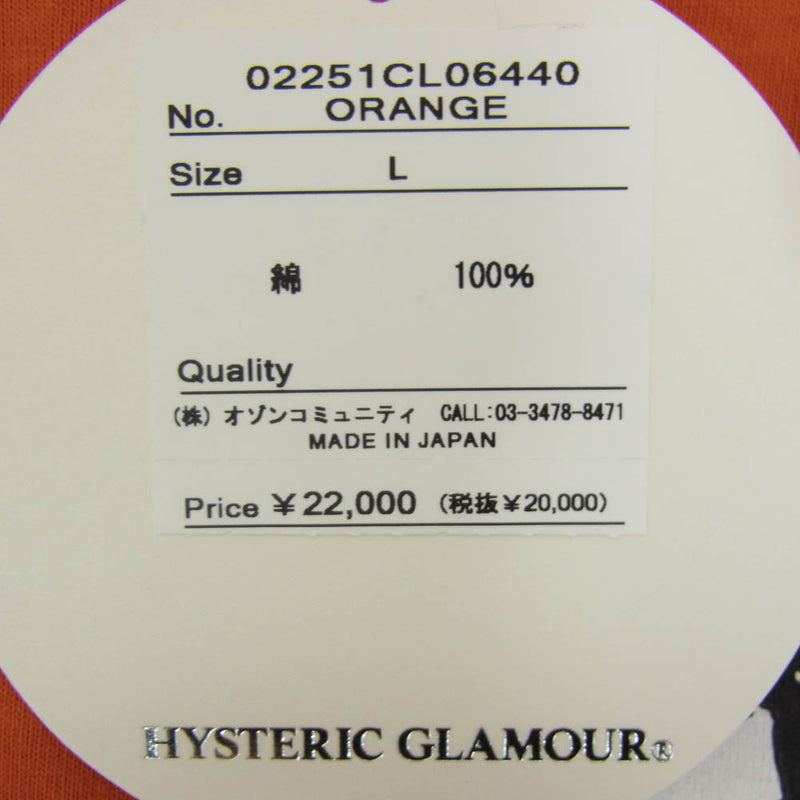 02251CL06440
No. ORANGE
Size L
綿 100%
Quality
(株) オゾンコミュニティ CALL:03-3478-8471
MADE IN JAPAN
Price ¥22,000 (税抜¥20,000)
HYSTERIC GLAMOUR®